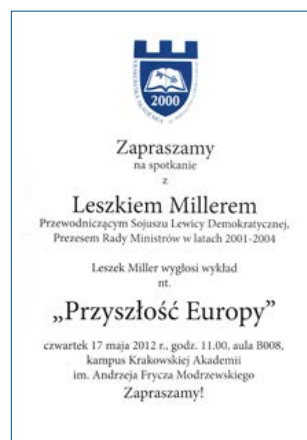 2000
Zapraszamy
na spotkanie
z
Leszkiem Millerem
Przewodniczącym Sojuszu Lewicy Demokratycznej,
Prezesem Rady Ministrów w latach 2001-2004
Leszek Miller wygłosi wykład
nt.
„Przyszłość Europy”
czwartek 17 maja 2012 r., godz. 11.00, aula B008,
kampus Krakowskiej Akademii
im. Andrzeja Frycza Modrzewskiego
Zapraszamy!